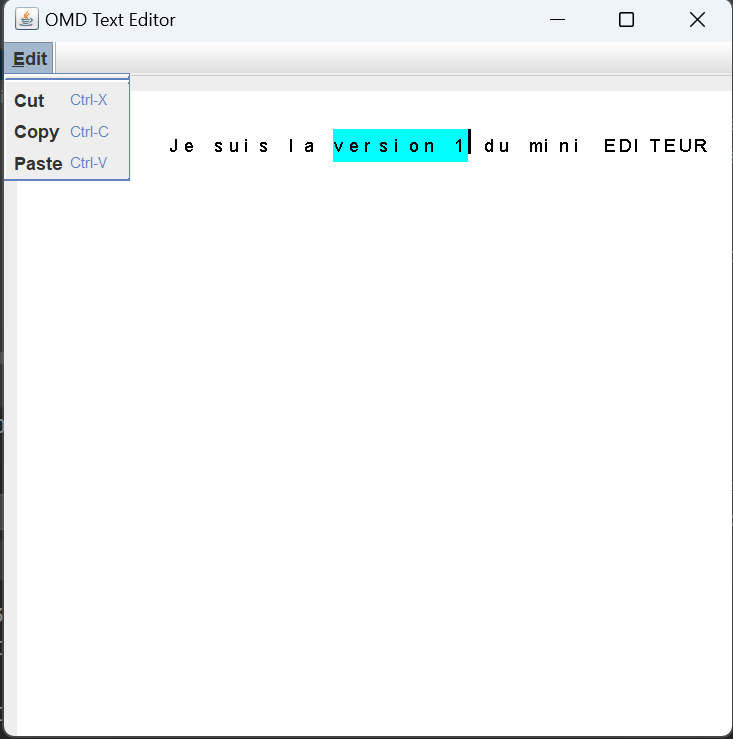 OMD Text Editor
Edit
Cut Ctrl-X
Copy Ctrl-C
Paste Ctrl-V
Je suis la version 1 du mini EDITEUR